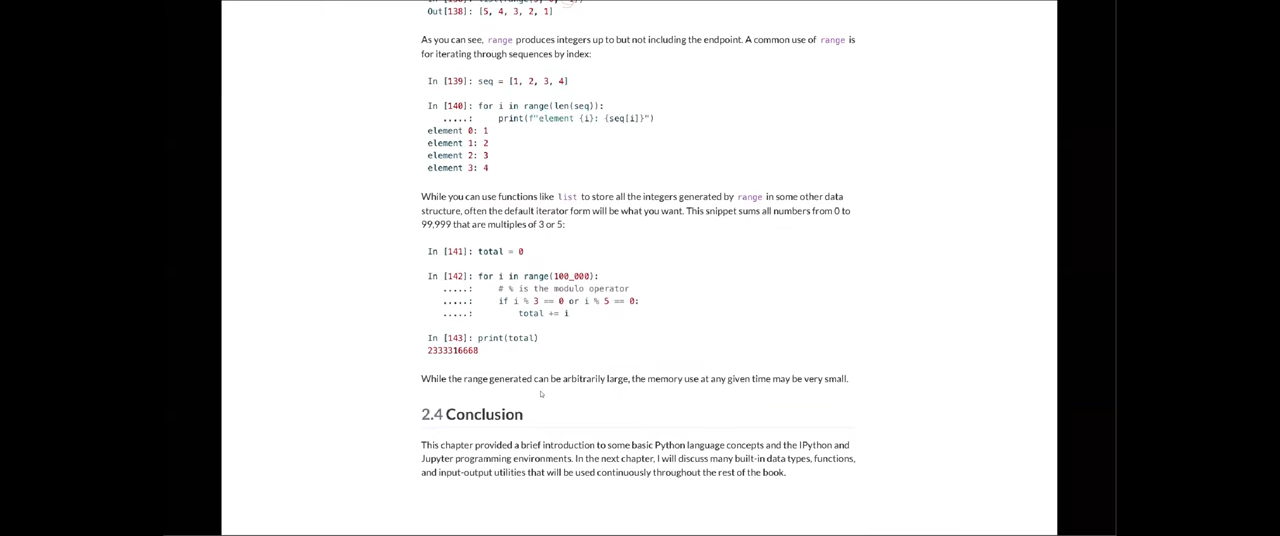 Out[138]: [5, 4, 3, 2, 1]
As you can see, range produces integers up to but not including the endpoint. A common use of range is
for iterating through sequences by index:
In [139]: seq = [1, 2, 3, 4]
In [140]: for i in range(len(seq)):
.....: print(f"element {i}: {seq[i]}")
element 0: 1
element 1: 2
element 2: 3
element 3: 4
While you can use functions like list to store all the integers generated by range in some other data
structure, often the default iterator form will be what you want. This snippet sums all numbers from 0 to
99,999 that are multiples of 3 or 5:
In [141]: total = 0
In [142]: for i in range(100_000):
.....: # % is the modulo operator
.....: if i % 3 == 0 or i % 5 == 0:
.....: total += i
In [143]: print(total)
2333316668
While the range generated can be arbitrarily large, the memory use at any given time may be very small.
2.4 Conclusion
This chapter provided a brief introduction to some basic Python language concepts and the IPython and
Jupyter programming environments. In the next chapter, I will discuss many built-in data types, functions,
and input-output utilities that will be used continuously throughout the rest of the book.